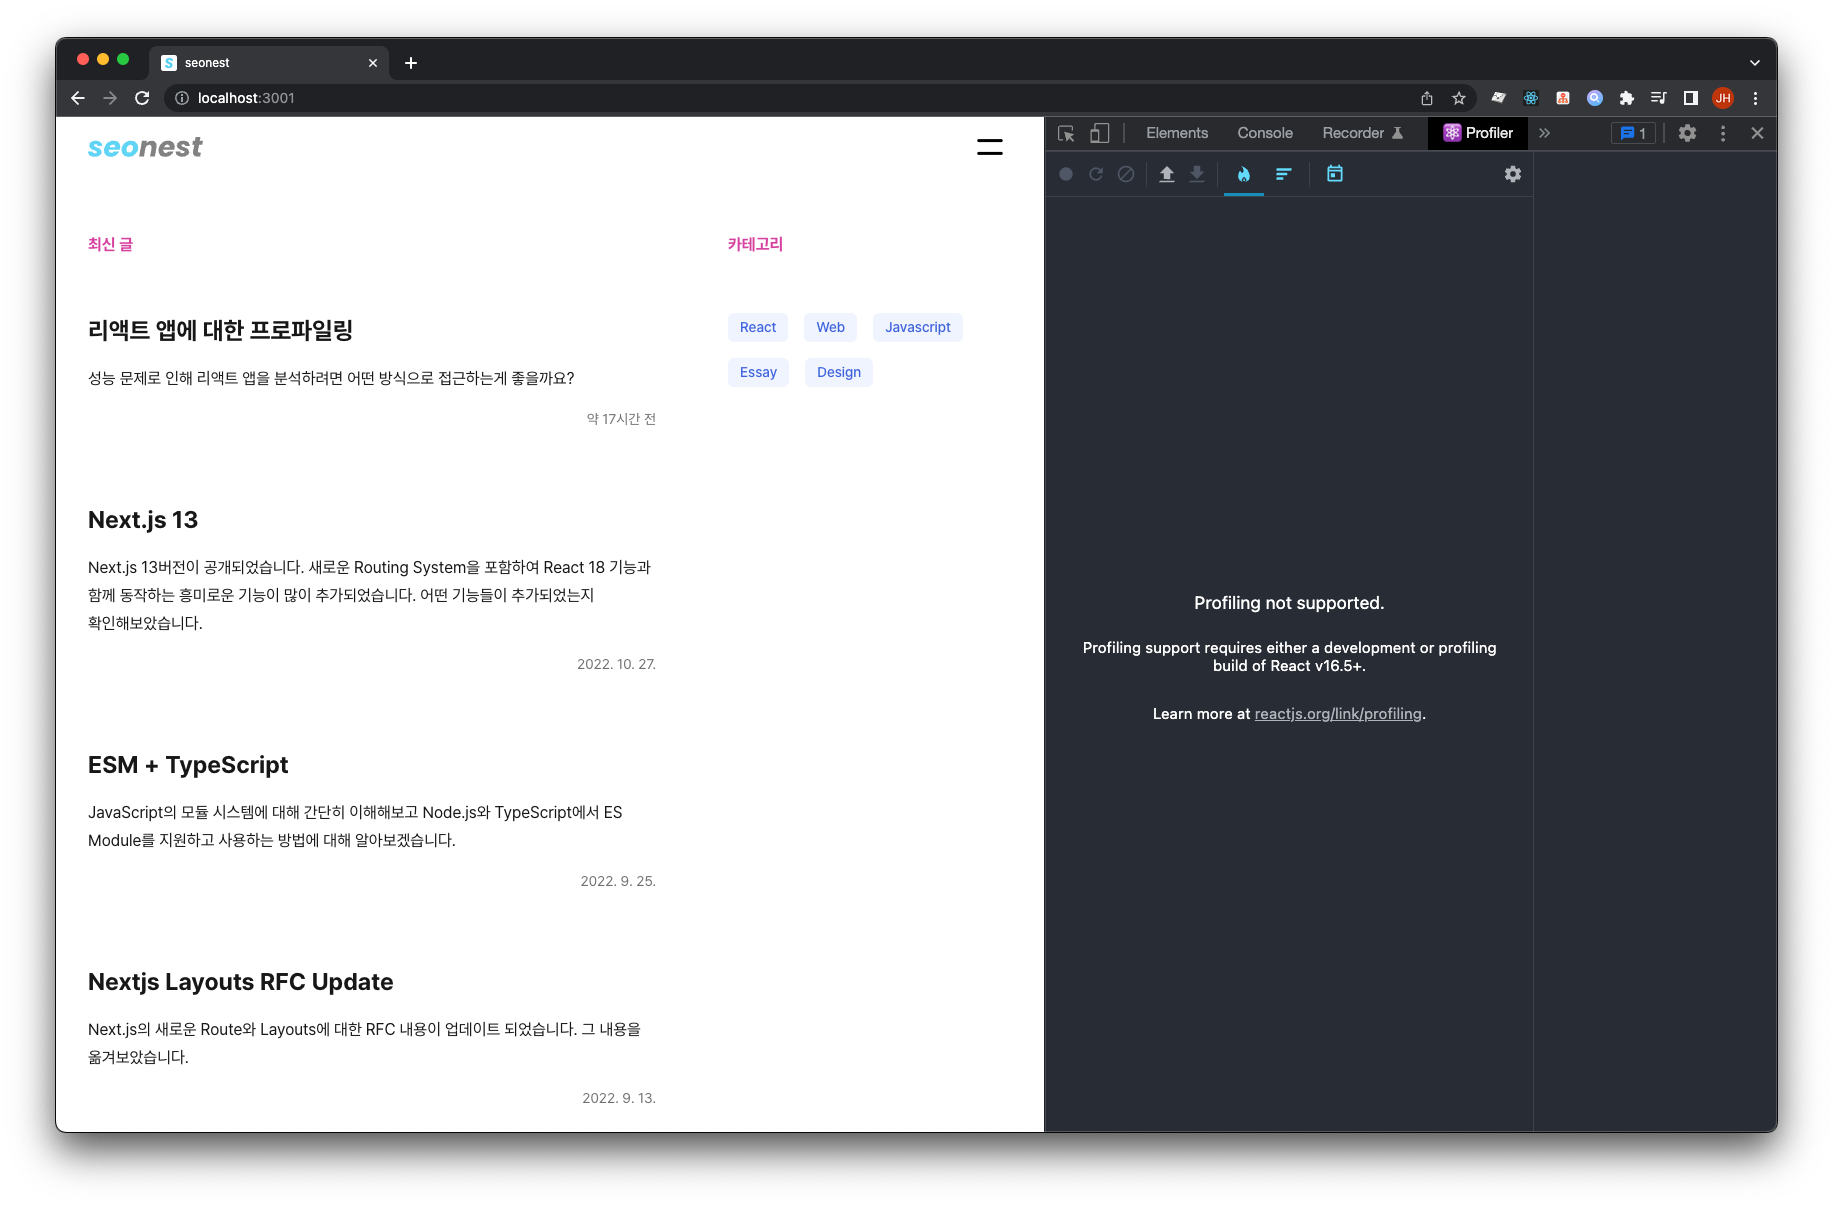 seonest
localhost:3001
JH
seonest
최신 글
리액트 앱에 대한 프로파일링
성능 문제로 인해 리액트 앱을 분석하려면 어떤 방식으로 접근하는게 좋을까요?
약 17시간 전
Next.js 13
Next.js 13버전이 공개되었습니다. 새로운 Routing System을 포함하여 React 18 기능과
함께 동작하는 흥미로운 기능이 많이 추가되었습니다. 어떤 기능들이 추가되었는지
확인해보았습니다.
2022. 10. 27.
ESM + TypeScript
JavaScript의 모듈 시스템에 대해 간단히 이해해보고 Node.js와 TypeScript에서 ES
Module를 지원하고 사용하는 방법에 대해 알아보겠습니다.
2022. 9. 25.
Nextjs Layouts RFC Update
Next.js의 새로운 Route와 Layouts에 대한 RFC 내용이 업데이트 되었습니다. 그 내용을
옮겨보았습니다.
2022. 9. 13.
카테고리
React Web Javascript
Essay Design
Elements Console Recorder Profiler 1
Profiling not supported.
Profiling support requires either a development or profiling
build of React v16.5+.
Learn more at reactjs.org/link/profiling.